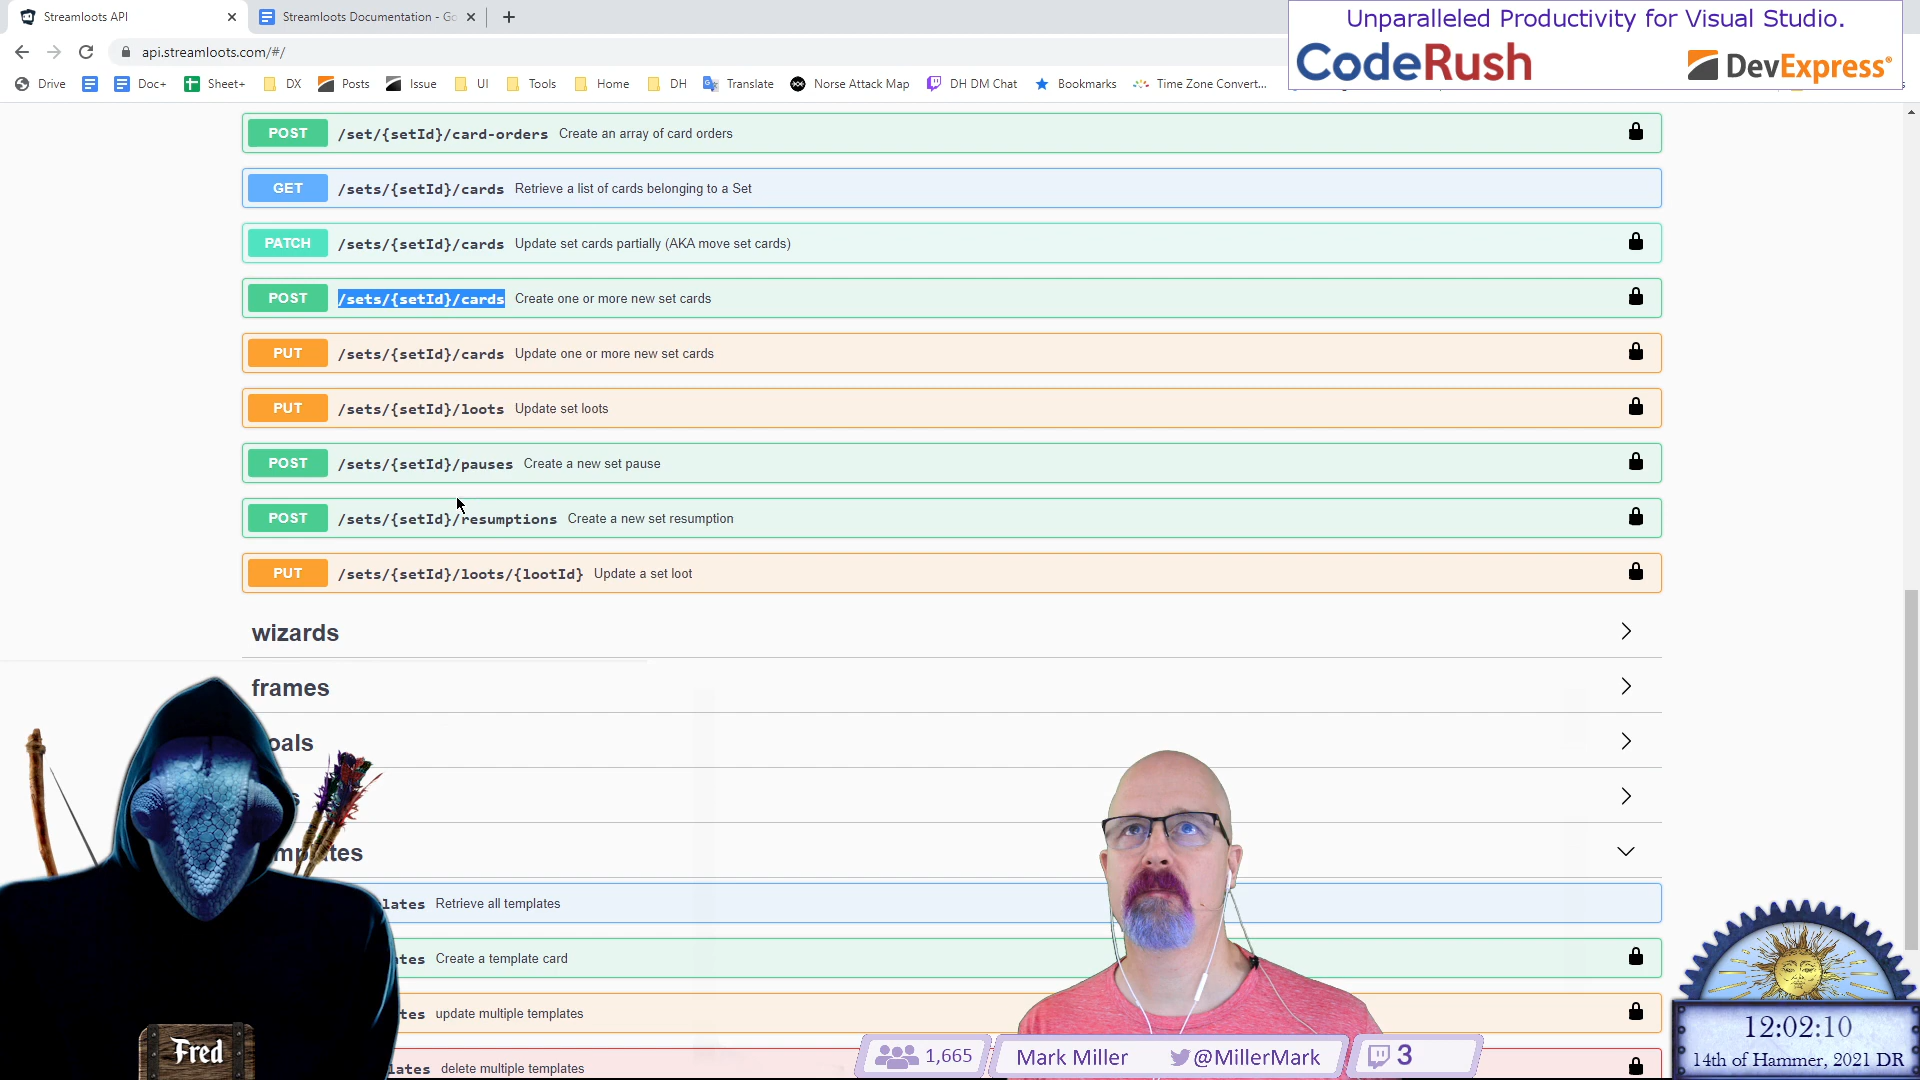 Streamloots API
Streamloots Documentation - Go
api.streamloots.com/#/
Drive
Doc+
Sheet+
DX
Posts
Issue
UI
Tools
Home
DH
Translate
Norse Attack Map
DH DM Chat
Bookmarks
Time Zone Convert...
Unparalleled Productivity for Visual Studio.
CodeRush
DevExpress
POST /set/{setId}/card-orders Create an array of card orders
GET /sets/{setId}/cards Retrieve a list of cards belonging to a Set
PATCH /sets/{setId}/cards Update set cards partially (AKA move set cards)
POST /sets/{setId}/cards Create one or more new set cards
PUT /sets/{setId}/cards Update one or more new set cards
PUT /sets/{setId}/loots Update set loots
POST /sets/{setId}/pauses Create a new set pause
POST /sets/{setId}/resumptions Create a new set resumption
PUT /sets/{setId}/loots/{lootId} Update a set loot
wizards
frames
oals
s
mplates
lates Retrieve all templates
ates Create a template card
tes update multiple templates
lates delete multiple templates
Fred
1,665
Mark Miller
@MillerMark
3
12:02:10
14th of Hammer, 2021 DR